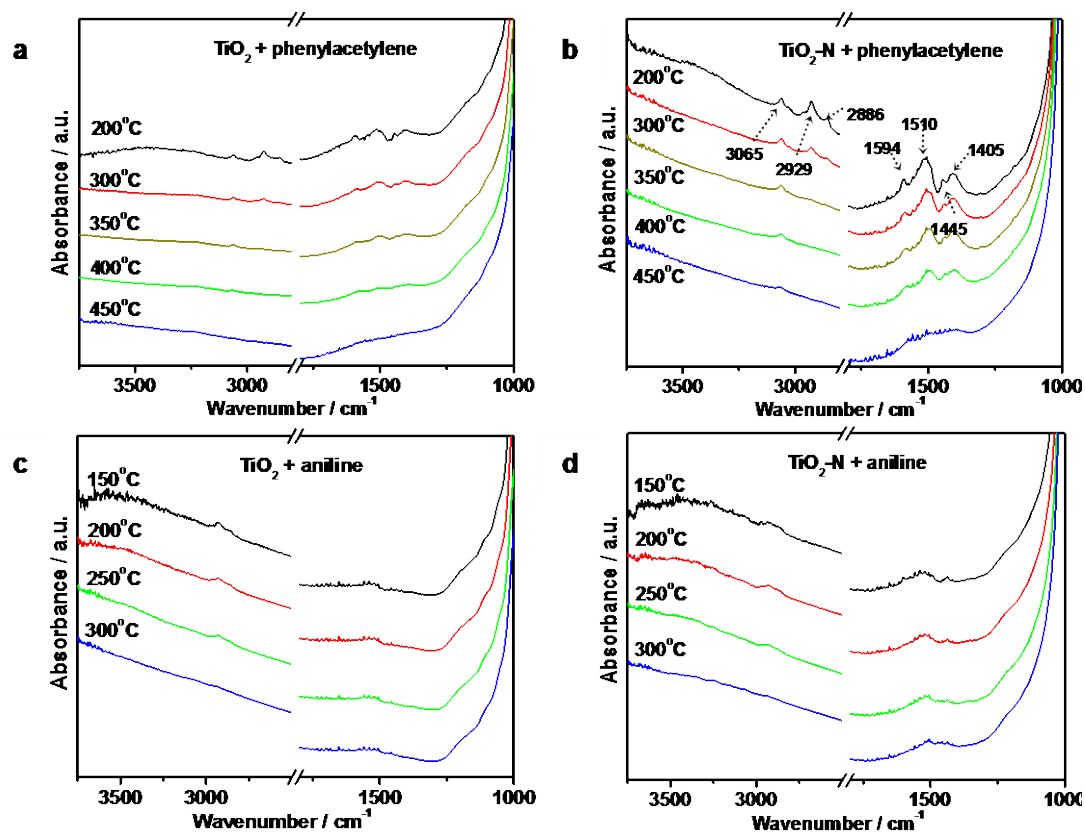 a
TiO2 + phenylacetylene
200°C
300°C
350°C
400°C
450°C
Absorbance / a.u.
3500 3000 1500 1000
Wavenumber / cm-1
b
TiO2–N + phenylacetylene
200°C
300°C
350°C
400°C
450°C
3065
2929
2886
1594
1510
1405
1445
Absorbance / a.u.
3500 3000 1500 1000
Wavenumber / cm-1
c
TiO2 + aniline
150°C
200°C
250°C
300°C
Absorbance / a.u.
3500 3000 1500 1000
Wavenumber / cm-1
d
TiO2–N + aniline
150°C
200°C
250°C
300°C
Absorbance / a.u.
3500 3000 1500 1000
Wavenumber / cm-1